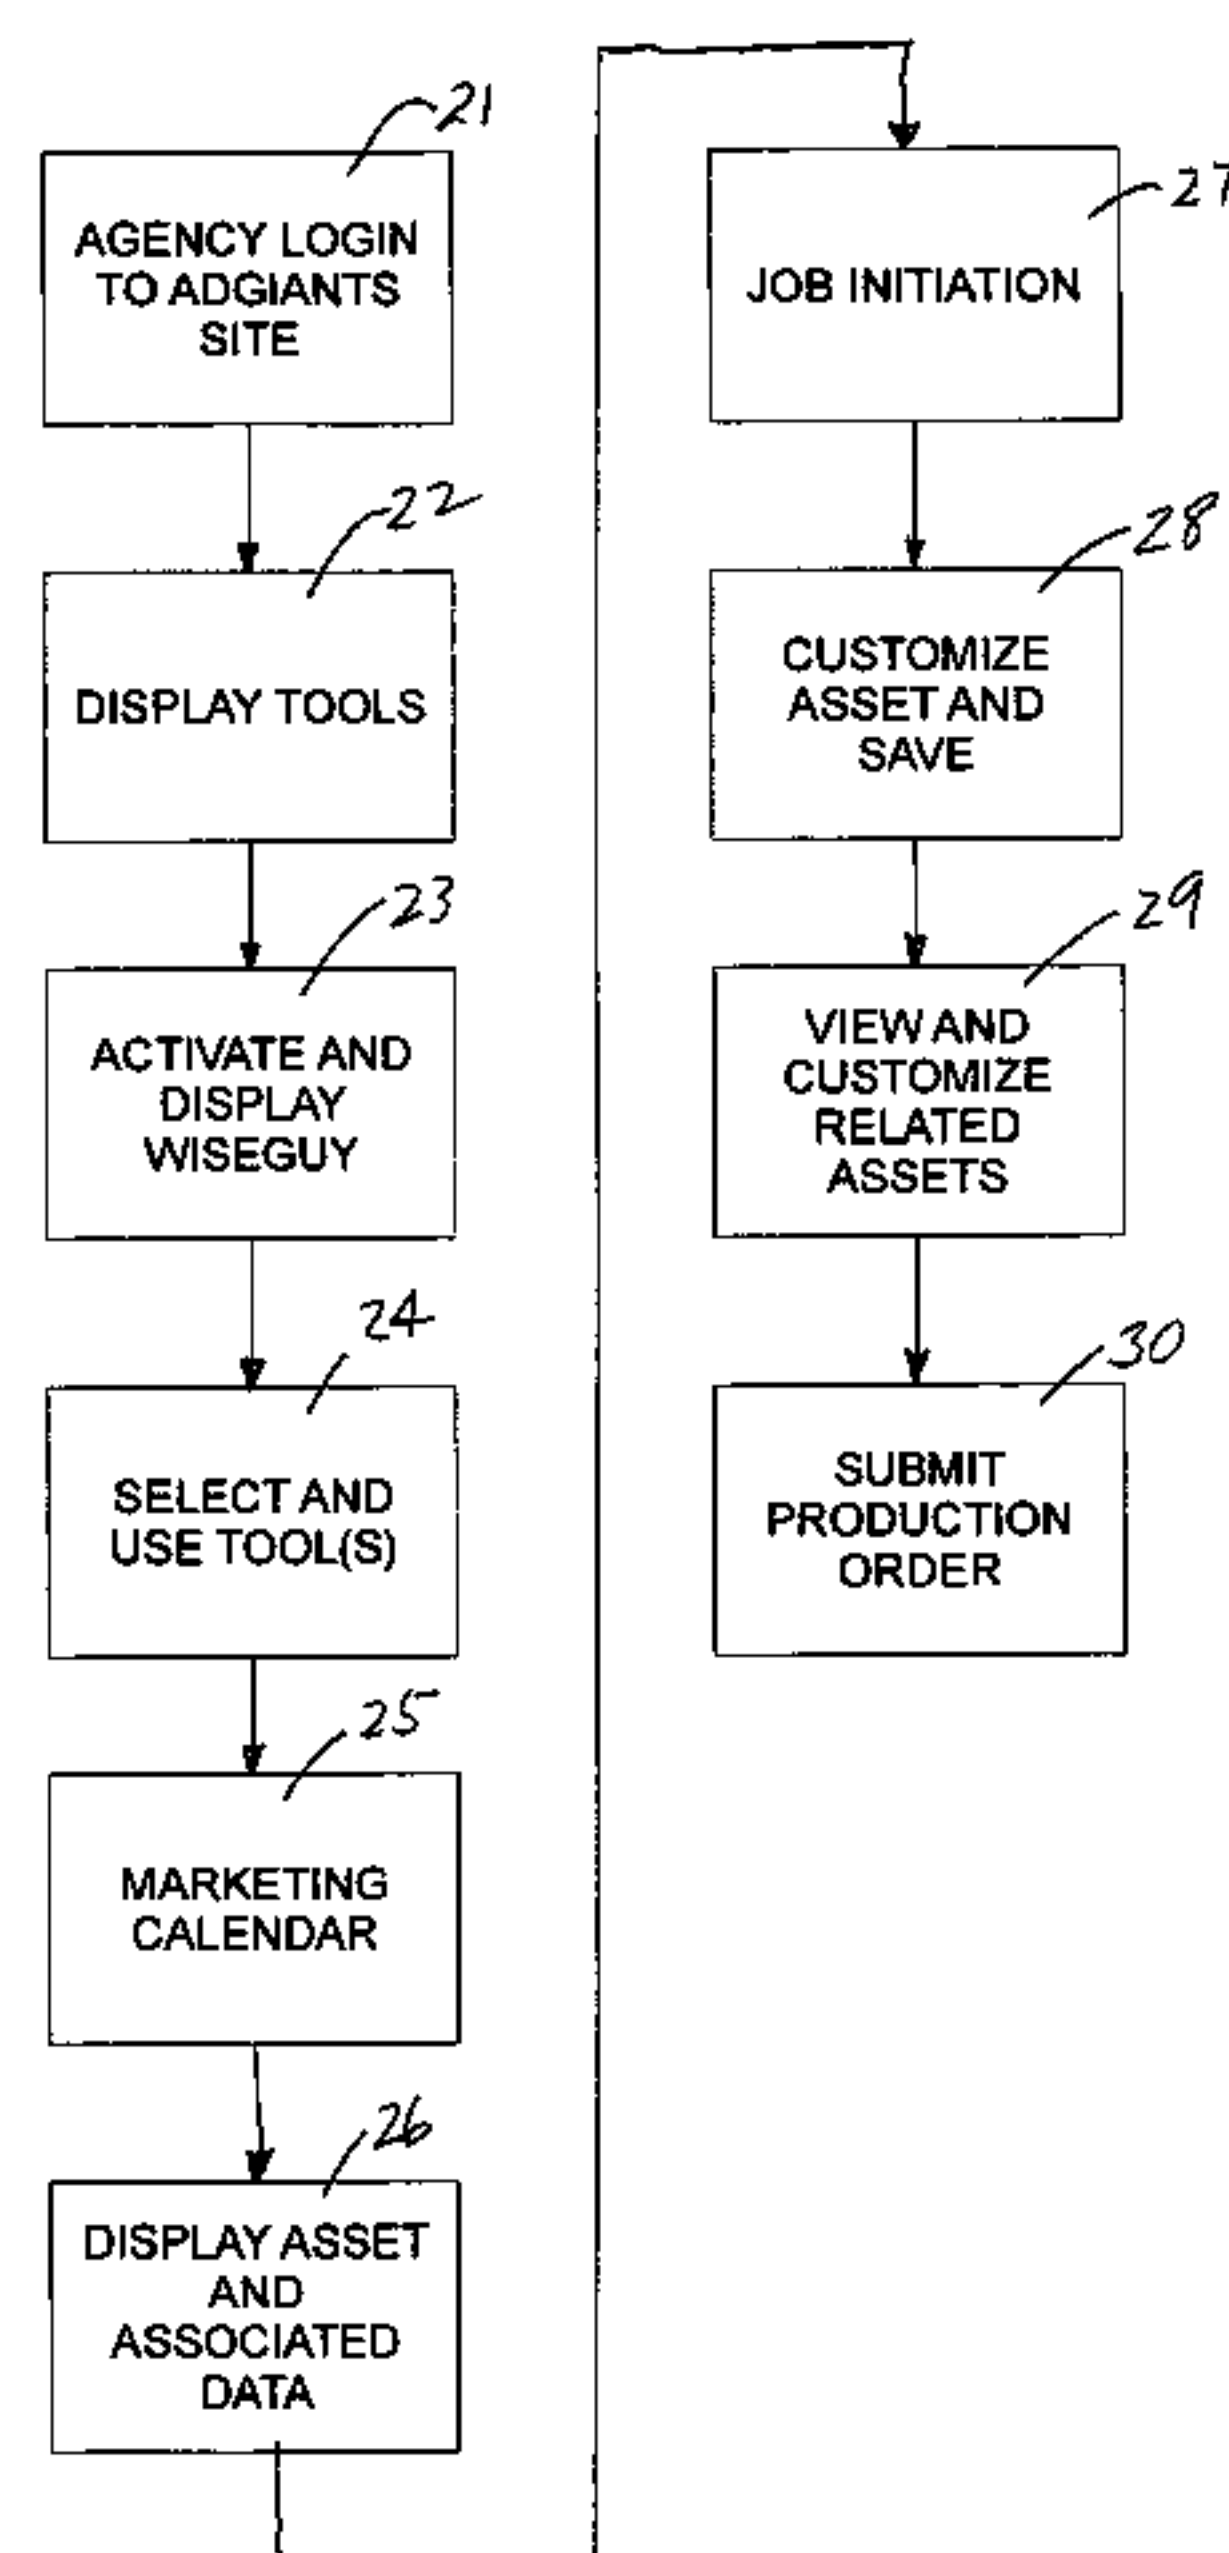 21
AGENCY LOGIN
TO ADGIANTS
SITE
22
DISPLAY TOOLS
23
ACTIVATE AND
DISPLAY
WISEGUY
24
SELECT AND
USE TOOL(S)
25
MARKETING
CALENDAR
26
DISPLAY ASSET
AND
ASSOCIATED
DATA
27
JOB INITIATION
28
CUSTOMIZE
ASSET AND
SAVE
29
VIEW AND
CUSTOMIZE
RELATED
ASSETS
30
SUBMIT
PRODUCTION
ORDER